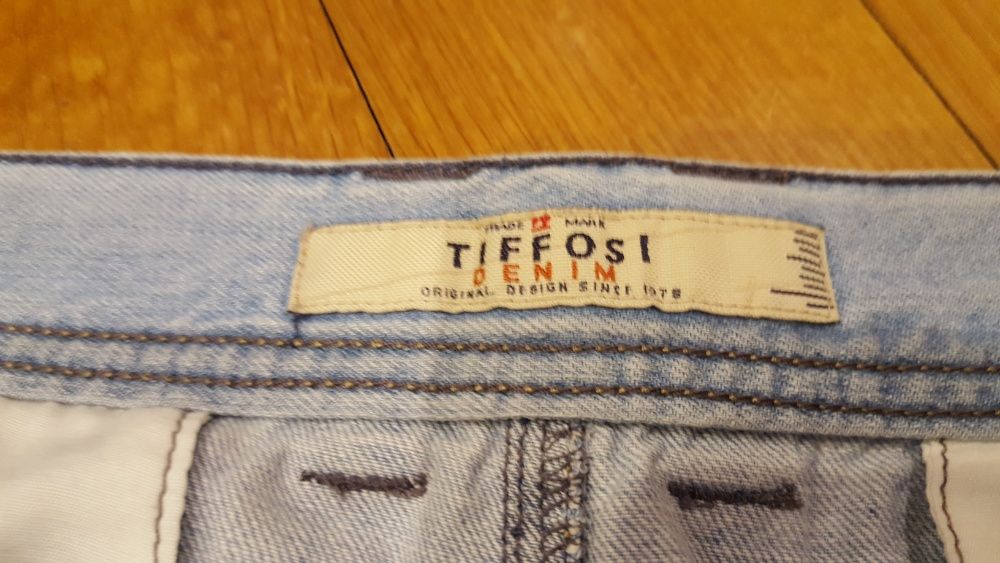 TRADE MARK
TIFFOSI
DENIM
ORIGINAL DESIGN SINCE 1978